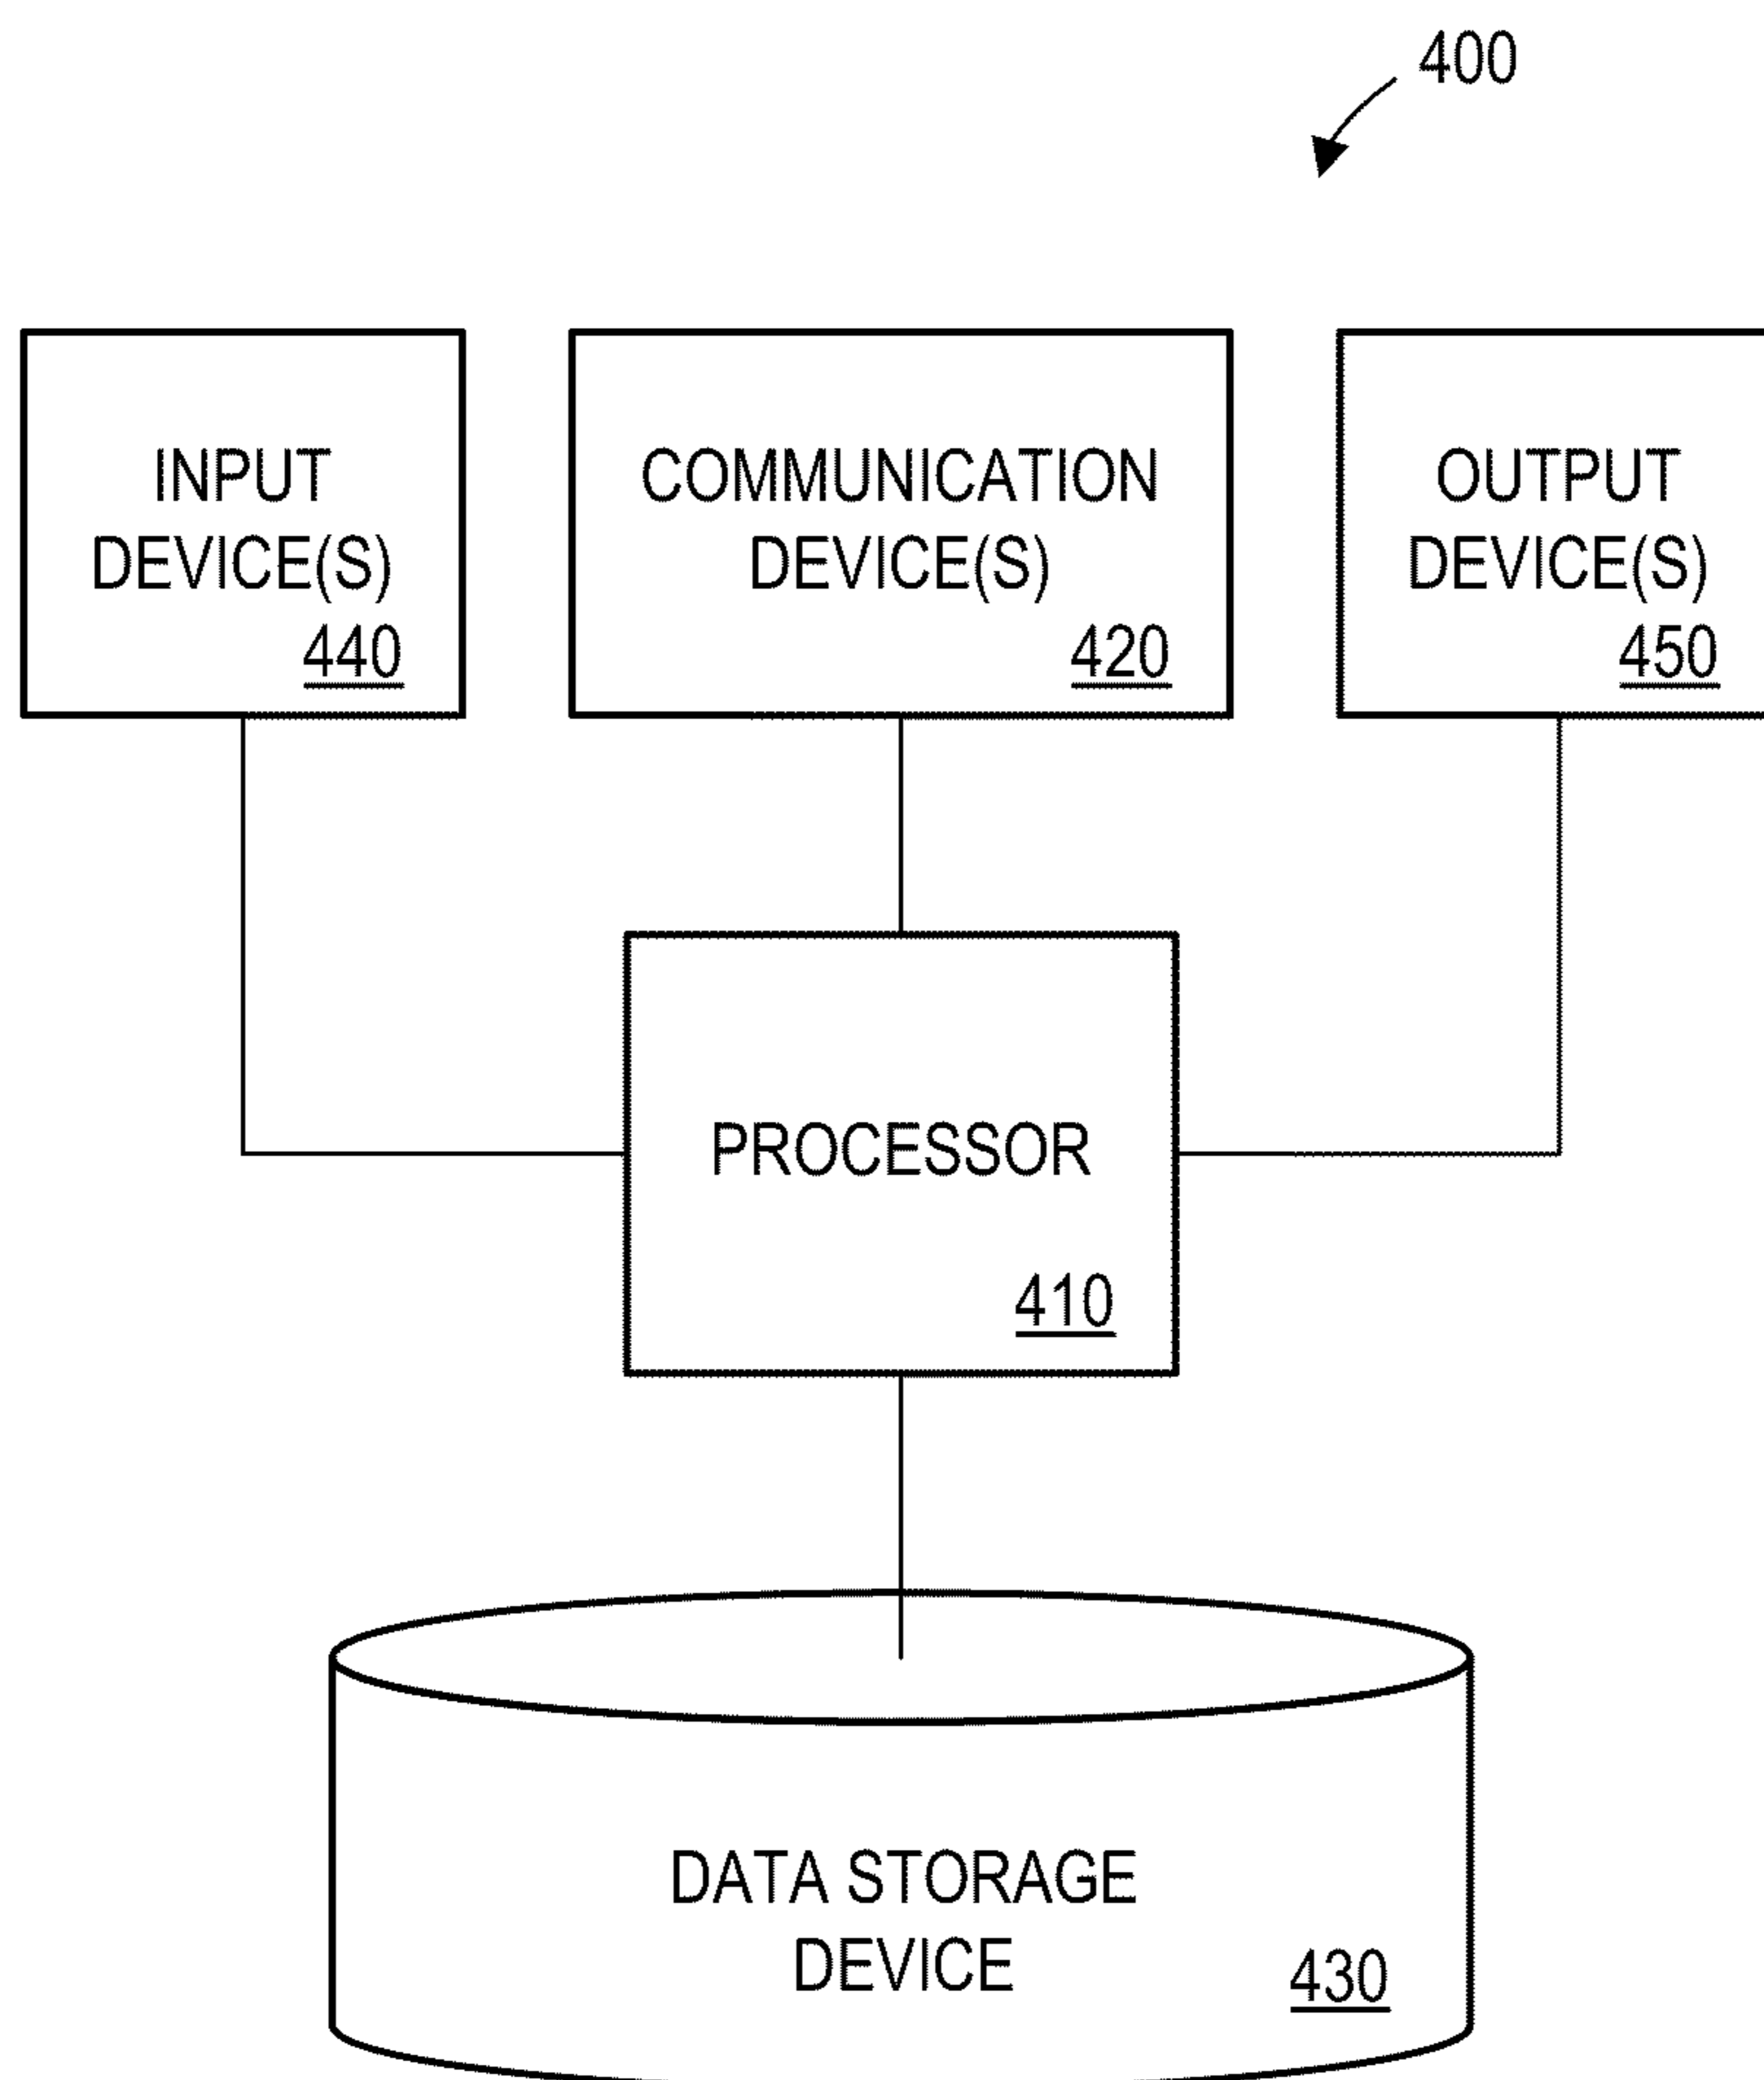 400
INPUT
DEVICE(S)
440
COMMUNICATION
DEVICE(S)
420
OUTPUT
DEVICE(S)
450
PROCESSOR
410
DATA STORAGE
DEVICE
430